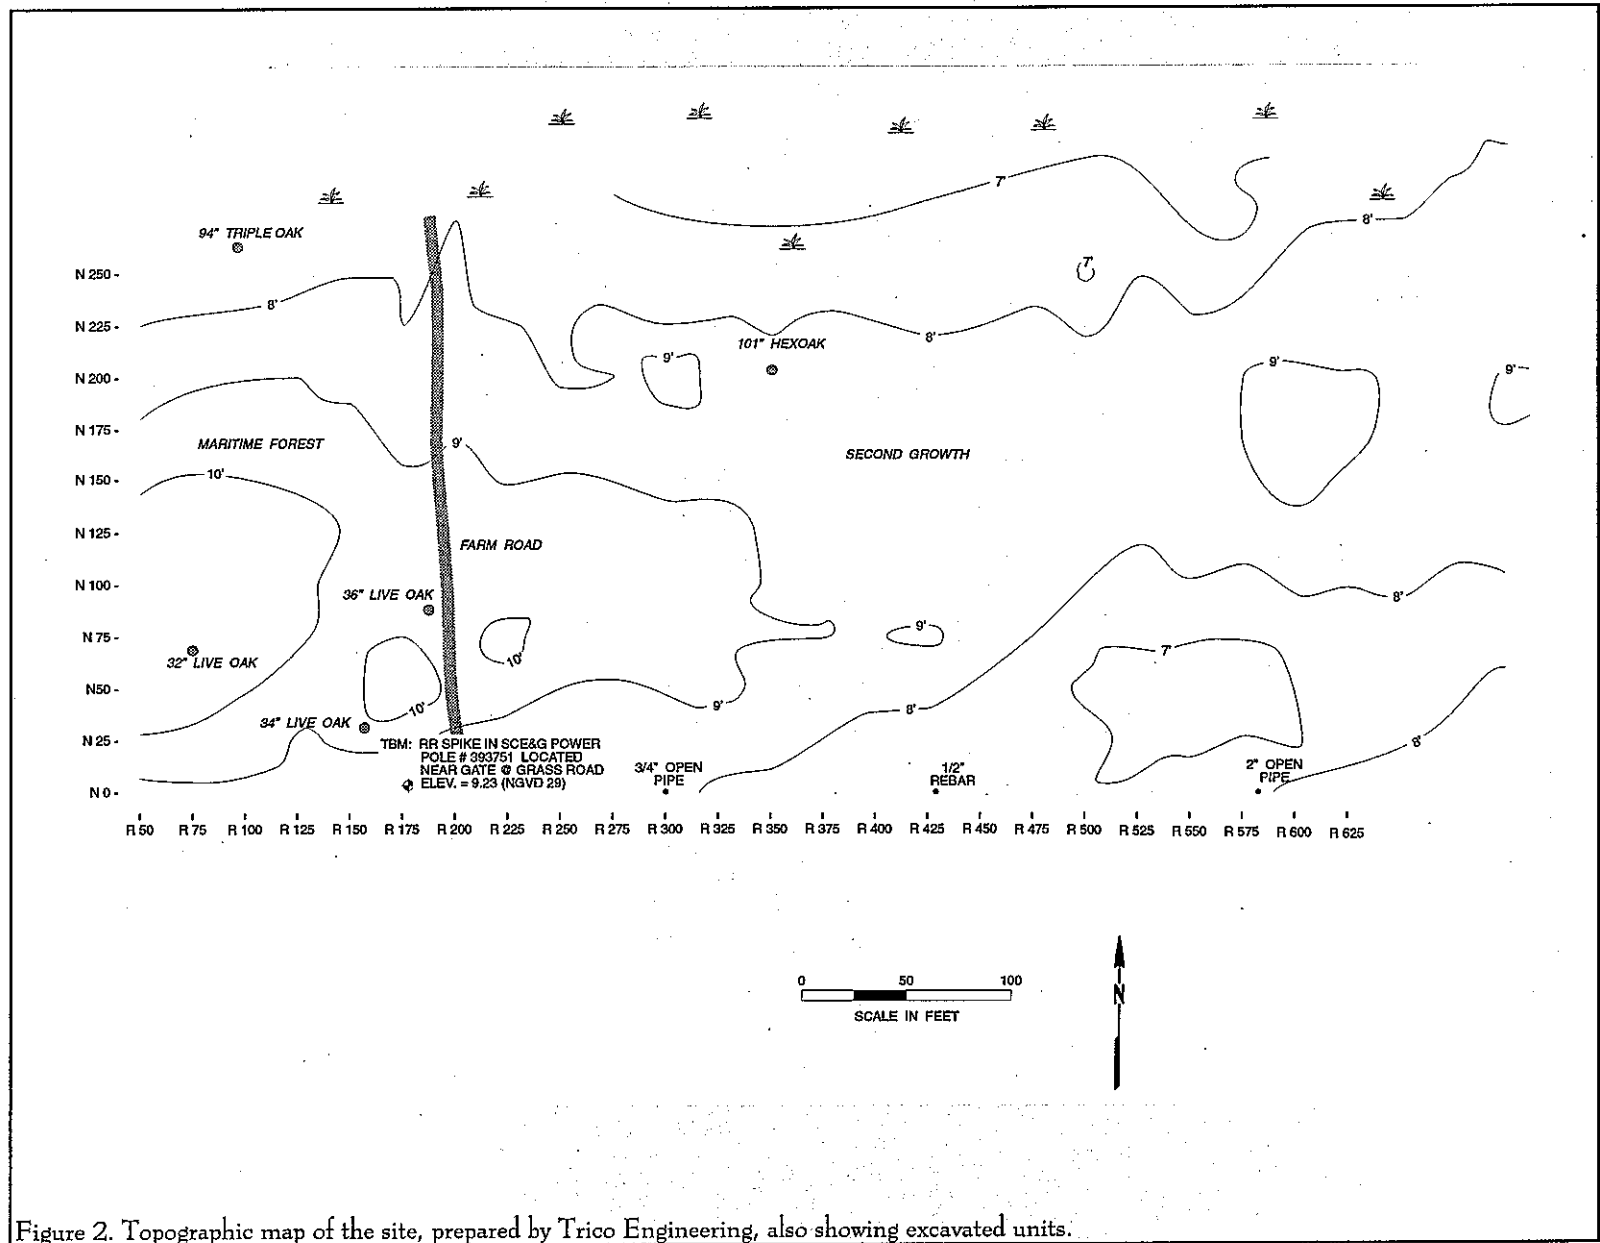 7'
8'
94" TRIPLE OAK
N 250 -
7'
8'
N 225 -
8'
101" HEXOAK
9'
9'
9'
N 200 -
N 175 -
MARITIME FOREST
9'
SECOND GROWTH
10'
N 150 -
N 125 -
FARM ROAD
N 100 -
36" LIVE OAK
8'
N 75 -
9'
32" LIVE OAK
10'
7'
N50 -
10'
9'
8'
34" LIVE OAK
N 25 -
8'
TBM: RR SPIKE IN SCE&G POWER
POLE # 393751 LOCATED
NEAR GATE @ GRASS ROAD
ELEV. = 9.23 (NGVD 29)
3/4" OPEN
PIPE
1/2"
REBAR
2" OPEN
PIPE
N 0 -
R 50 R 75 R 100 R 125 R 150 R 175 R 200 R 225 R 250 R 275 R 300 R 325 R 350 R 375 R 400 R 425 R 450 R 475 R 500 R 525 R 550 R 575 R 600 R 625
0 50 100
SCALE IN FEET
N
Figure 2. Topographic map of the site, prepared by Trico Engineering, also showing excavated units.